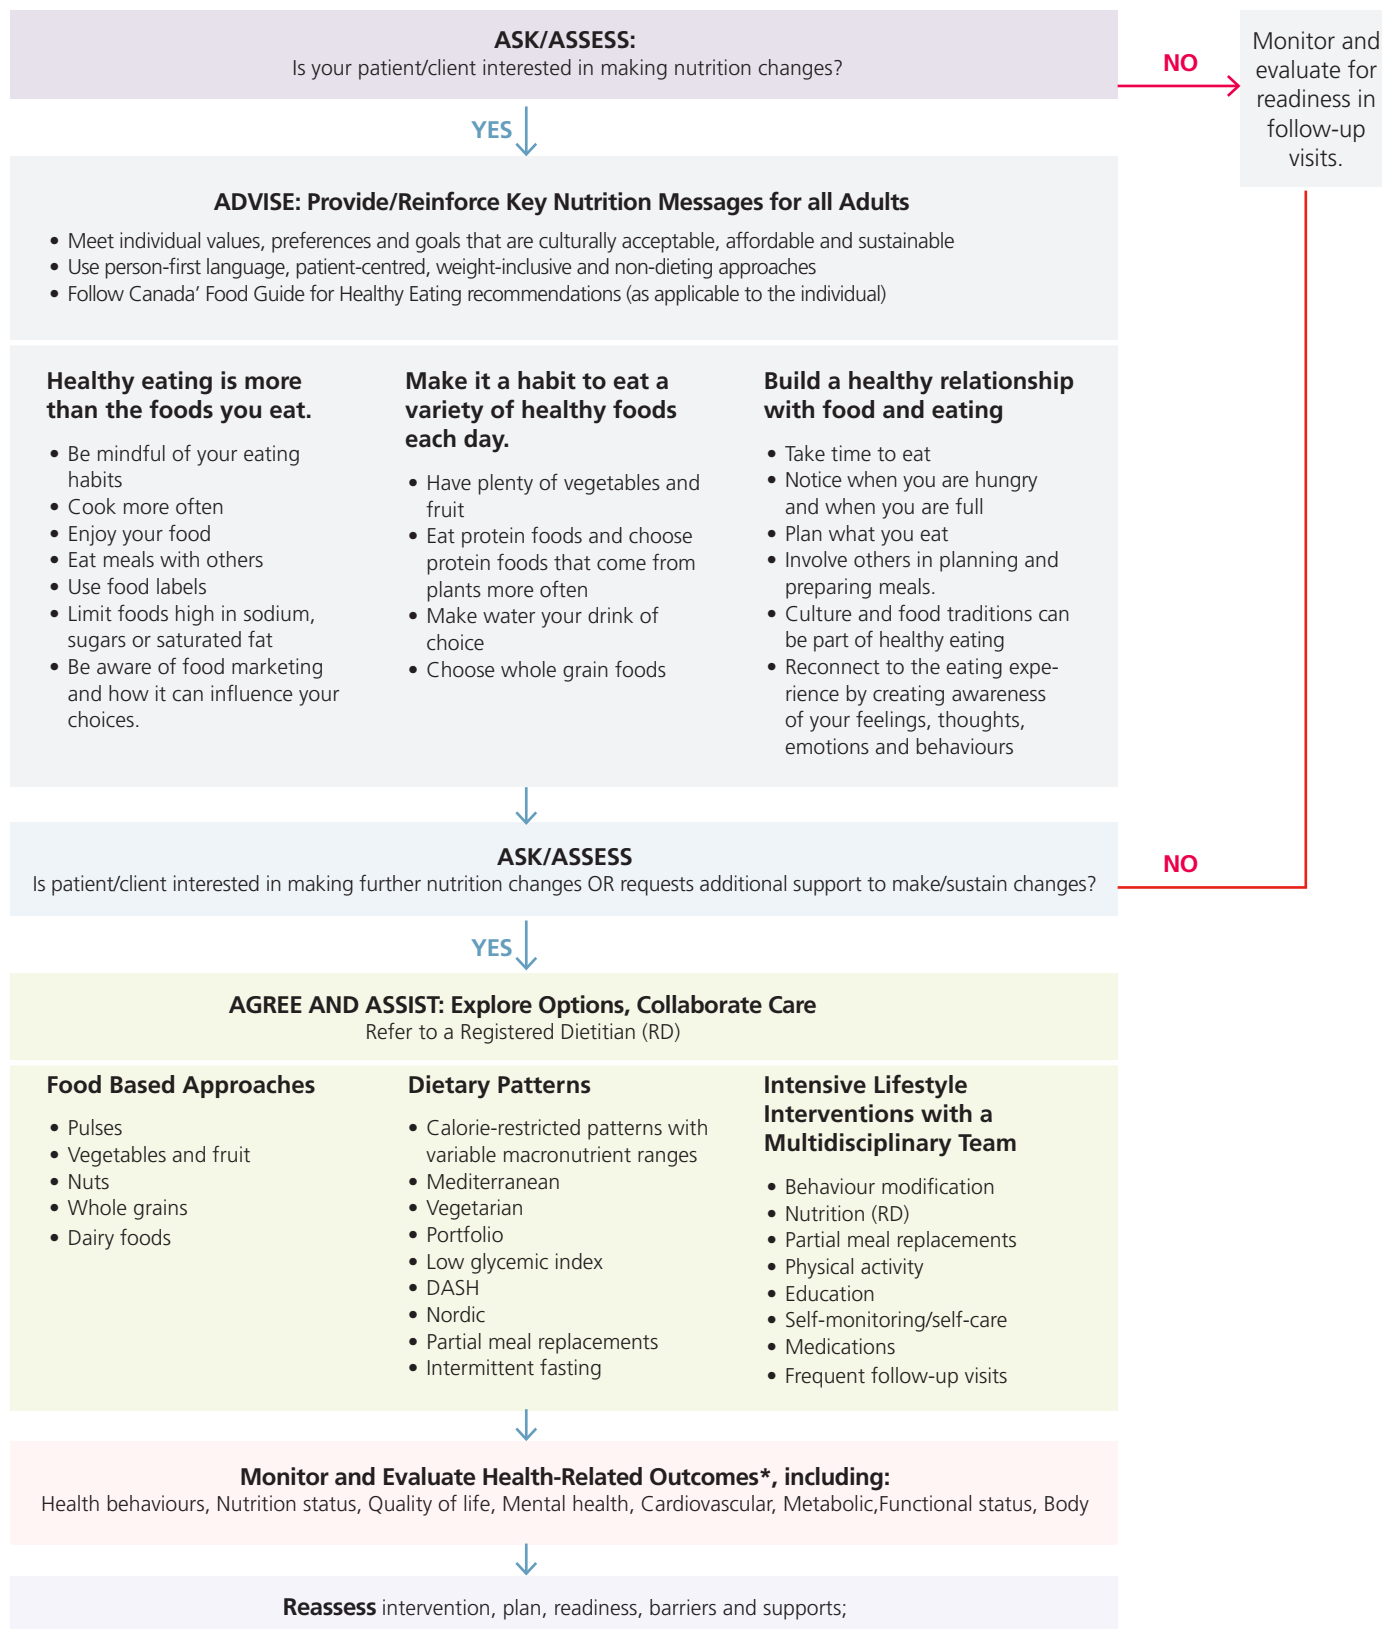 ASK/ASSESS:
Is your patient/client interested in making nutrition changes?
NO
Monitor and
evaluate for
readiness in
follow-up
visits.
YES
ADVISE: Provide/Reinforce Key Nutrition Messages for all Adults
• Meet individual values, preferences and goals that are culturally acceptable, affordable and sustainable
• Use person-first language, patient-centred, weight-inclusive and non-dieting approaches
• Follow Canada' Food Guide for Healthy Eating recommendations (as applicable to the individual)
Healthy eating is more
than the foods you eat.
• Be mindful of your eating
habits
• Cook more often
• Enjoy your food
• Eat meals with others
• Use food labels
• Limit foods high in sodium,
sugars or saturated fat
• Be aware of food marketing
and how it can influence your
choices.
Make it a habit to eat a
variety of healthy foods
each day.
• Have plenty of vegetables and
fruit
• Eat protein foods and choose
protein foods that come from
plants more often
• Make water your drink of
choice
• Choose whole grain foods
Build a healthy relationship
with food and eating
• Take time to eat
• Notice when you are hungry
and when you are full
• Plan what you eat
• Involve others in planning and
preparing meals.
• Culture and food traditions can
be part of healthy eating
• Reconnect to the eating expe-
rience by creating awareness
of your feelings, thoughts,
emotions and behaviours
ASK/ASSESS
Is patient/client interested in making further nutrition changes OR requests additional support to make/sustain changes?
NO
YES
AGREE AND ASSIST: Explore Options, Collaborate Care
Refer to a Registered Dietitian (RD)
Food Based Approaches
• Pulses
• Vegetables and fruit
• Nuts
• Whole grains
• Dairy foods
Dietary Patterns
• Calorie-restricted patterns with
variable macronutrient ranges
• Mediterranean
• Vegetarian
• Portfolio
• Low glycemic index
• DASH
• Nordic
• Partial meal replacements
• Intermittent fasting
Intensive Lifestyle
Interventions with a
Multidisciplinary Team
• Behaviour modification
• Nutrition (RD)
• Partial meal replacements
• Physical activity
• Education
• Self-monitoring/self-care
• Medications
• Frequent follow-up visits
Monitor and Evaluate Health-Related Outcomes*, including:
Health behaviours, Nutrition status, Quality of life, Mental health, Cardiovascular, Metabolic,Functional status, Body
Reassess intervention, plan, readiness, barriers and supports;